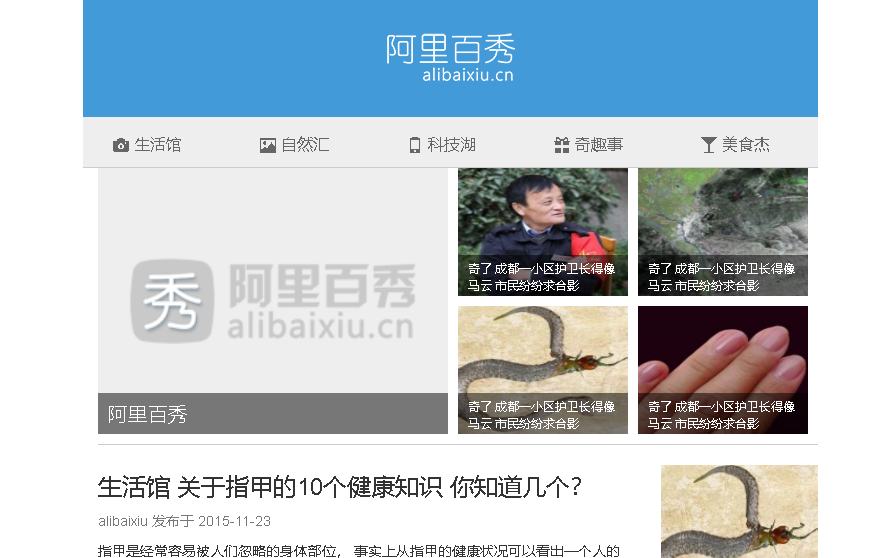 阿里百秀
alibaixiu.cn
生活馆 自然汇 科技湖 奇趣事 美食杰
秀 阿里百秀
alibaixiu.cn
阿里百秀
奇了 成都一小区护卫长得像
马云 市民纷纷求合影
奇了 成都一小区护卫长得像
马云 市民纷纷求合影
奇了 成都一小区护卫长得像
马云 市民纷纷求合影
奇了 成都一小区护卫长得像
马云 市民纷纷求合影
生活馆 关于指甲的10个健康知识 你知道几个？
alibaixiu 发布于 2015-11-23
指甲是经常容易被人们忽略的身体部位， 事实上从指甲的健康状况可以看出一个人的